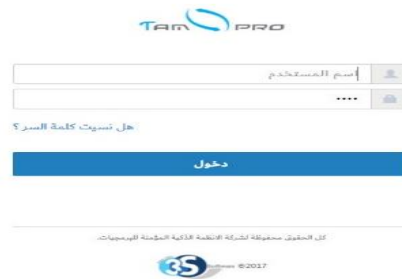 Tam PRO
اسم المستخدم
••••
هل نسيت كلمة السر ؟
دخول
كل الحقوق محفوظة لشركة الانظمة الذكية المؤمنة للبرمجيات.
3S Software ©2017